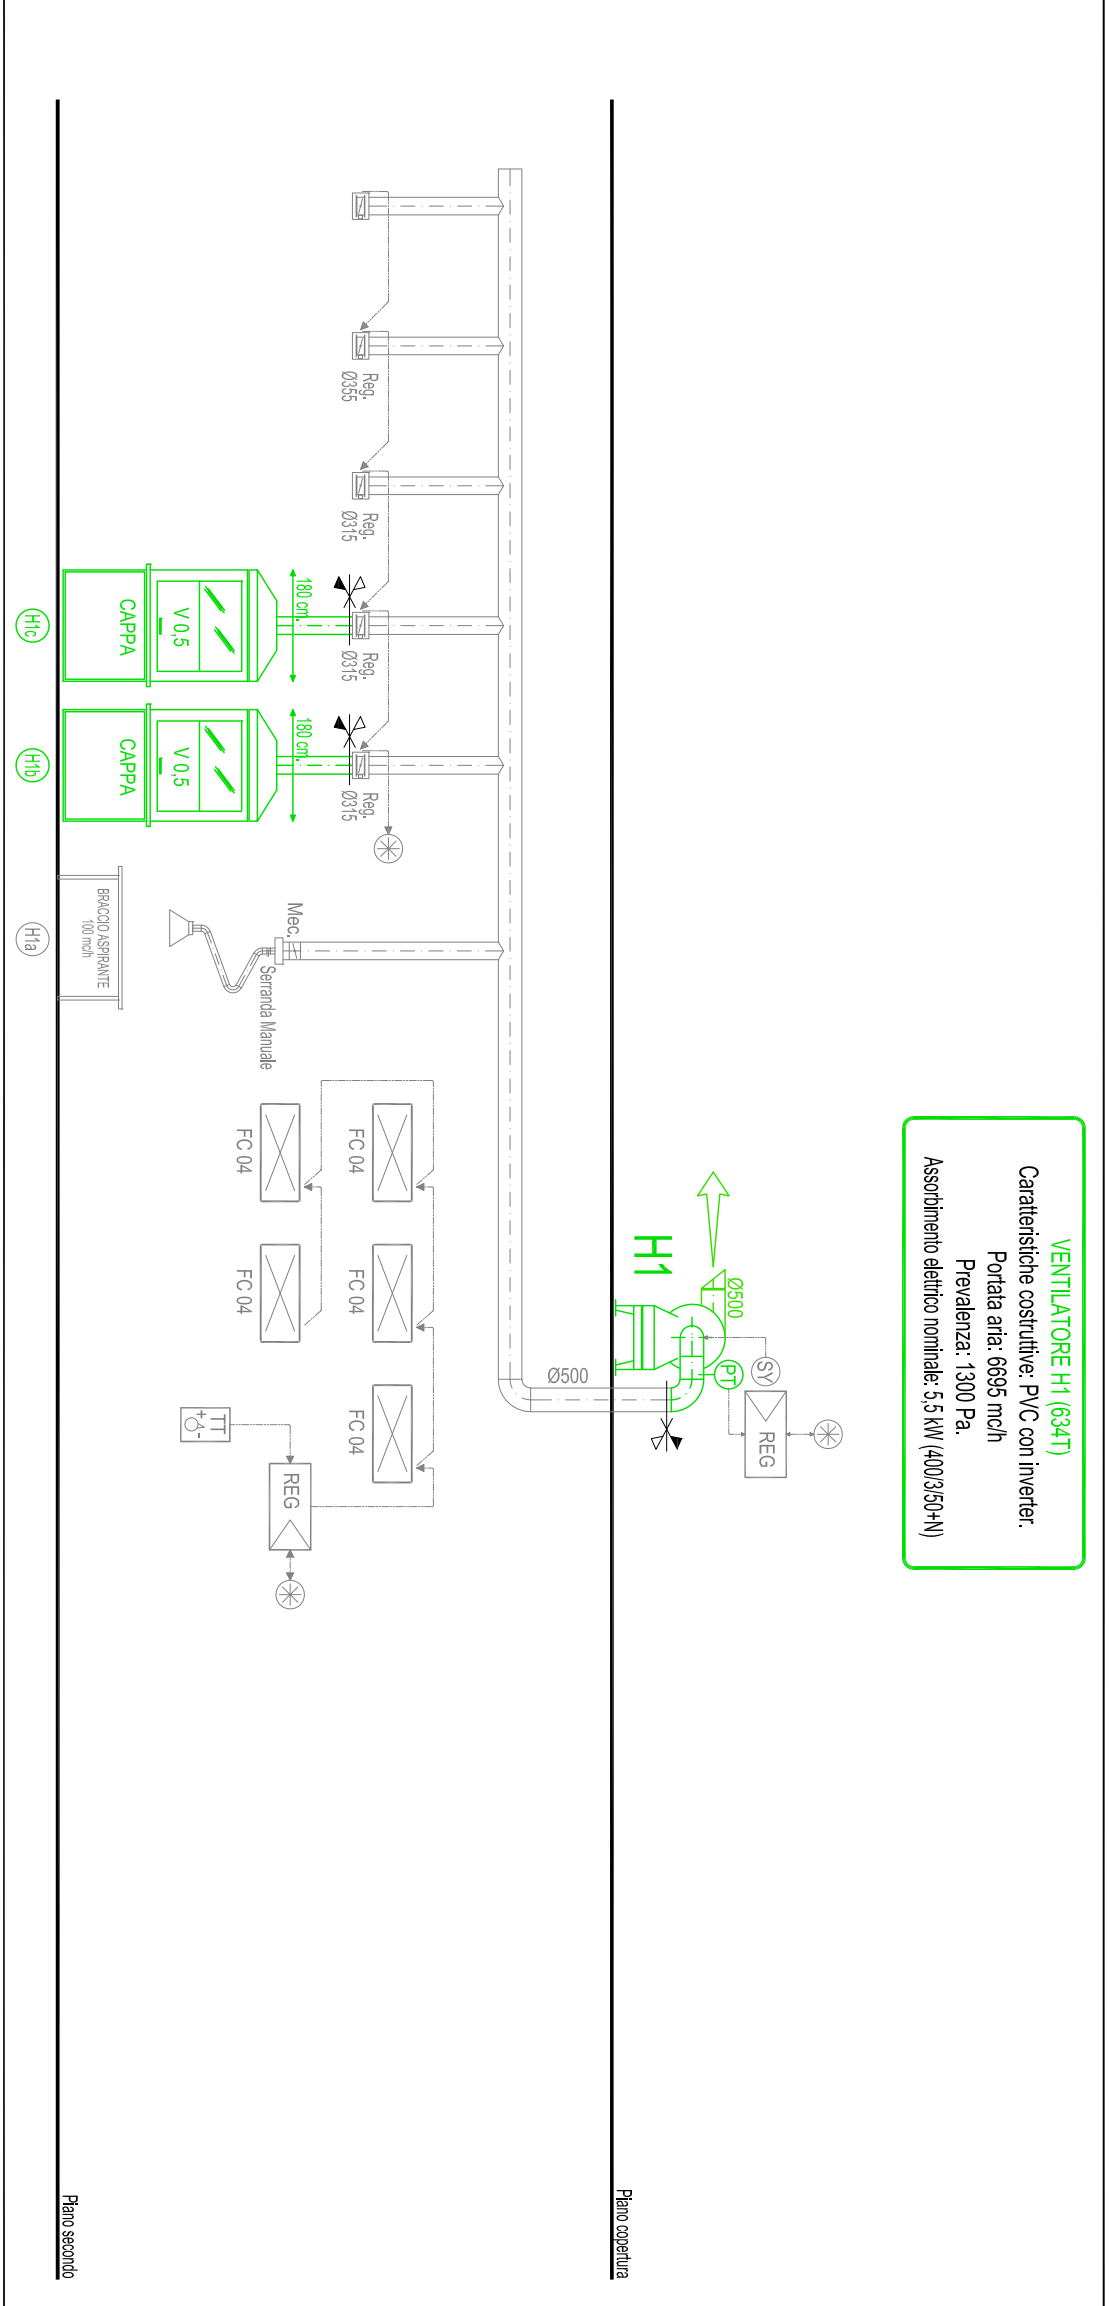 VENTILATORE H1 (634T)
Caratteristiche costruttive: PVC con inverter.
Portata aria: 6695 mc/h
Prevalenza: 1300 Pa.
Assorbimento elettrico nominale: 5,5 kW (400/3/50+N)
REG
SY
Ø500
PT
H1
Piano copertura
Ø500
Reg.
Ø355
Reg.
Ø315
Reg.
Ø315
Reg.
Ø315
180 cm.
180 cm.
V 0,5
V 0,5
CAPPA
CAPPA
Mec.
Serranda Manuale
FC 04
FC 04
FC 04
FC 04
FC 04
REG
TT
+ -
BRACCIO ASPIRANTE
100 mc/h
Piano secondo
H1c
H1b
H1a